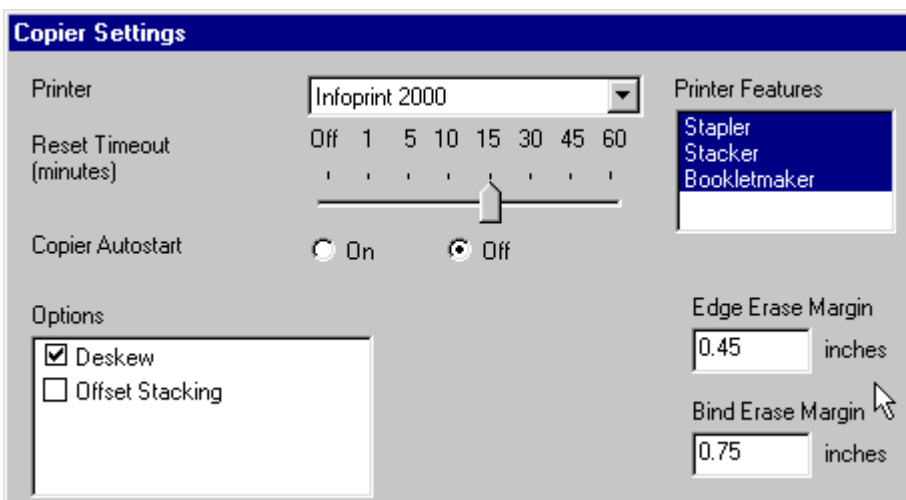 Copier Settings
Printer
Infoprint 2000
Printer Features
Stapler
Stacker
Bookletmaker
Reset Timeout
(minutes)
Off 1 5 10 15 30 45 60
Copier Autostart
On Off
Options
Deskew
Offset Stacking
Edge Erase Margin
0.45 inches
Bind Erase Margin
0.75 inches